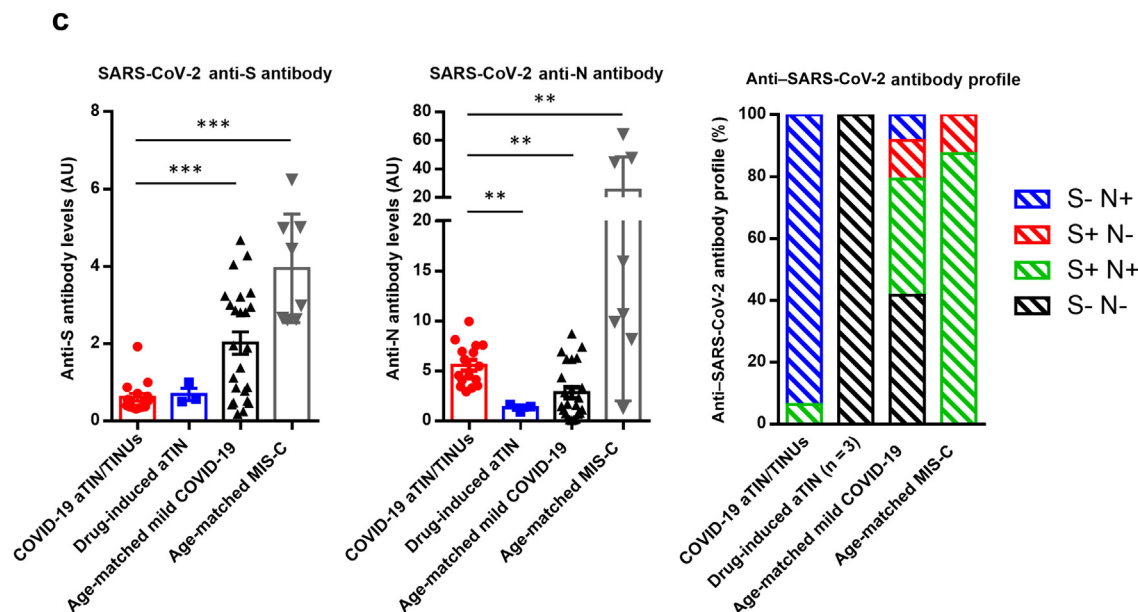 c
SARS-CoV-2 anti-S antibody
Anti-S antibody levels (AU)
8
6
4
2
0
***
***
COVID-19 aTIN/TINUs
Drug-induced aTIN
Age-matched mild COVID-19
Age-matched MIS-C
SARS-CoV-2 anti-N antibody
Anti-N antibody levels (AU)
80
60
40
20
20
15
10
5
0
**
**
**
COVID-19 aTIN/TINUs
Drug-induced aTIN
Age-matched mild COVID-19
Age-matched MIS-C
Anti–SARS-CoV-2 antibody profile
Anti–SARS-CoV-2 antibody profile (%)
100
80
60
40
20
0
COVID-19 aTIN/TINUs
Drug-induced aTIN (n = 3)
Age-matched mild COVID-19
Age-matched MIS-C
S- N+
S+ N-
S+ N+
S- N-